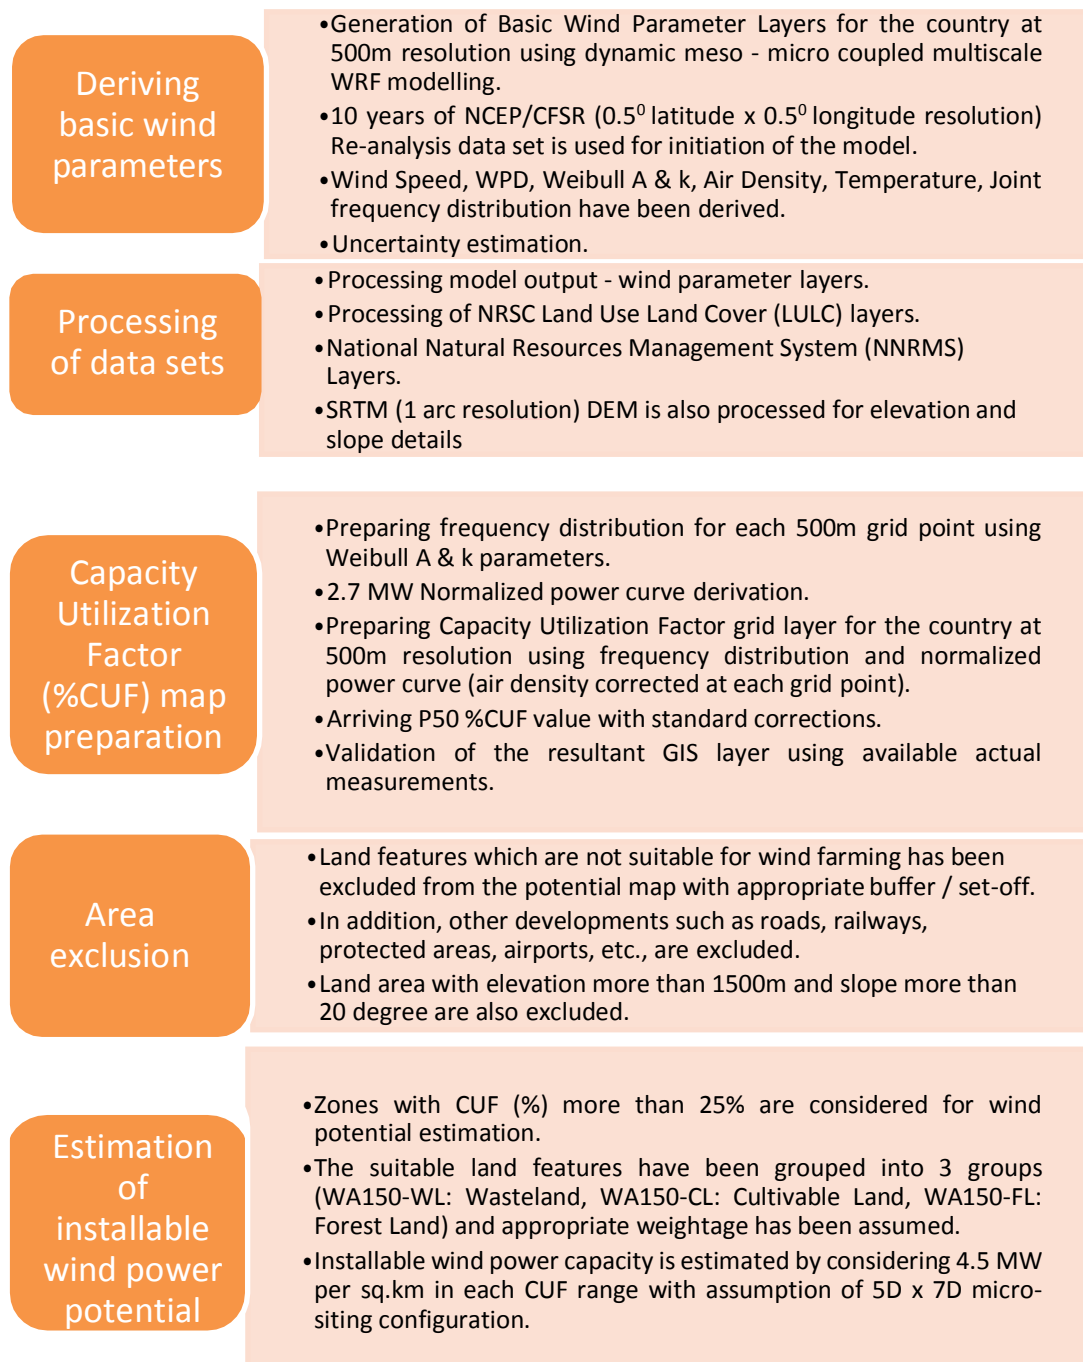 Deriving
basic wind
parameters
•Generation of Basic Wind Parameter Layers for the country at
500m resolution using dynamic meso - micro coupled multiscale
WRF modelling.
•10 years of NCEP/CFSR (0.5⁰ latitude x 0.5⁰ longitude resolution)
Re-analysis data set is used for initiation of the model.
•Wind Speed, WPD, Weibull A & k, Air Density, Temperature, Joint
frequency distribution have been derived.
•Uncertainty estimation.
Processing
of data sets
•Processing model output - wind parameter layers.
•Processing of NRSC Land Use Land Cover (LULC) layers.
•National Natural Resources Management System (NNRMS)
Layers.
•SRTM (1 arc resolution) DEM is also processed for elevation and
slope details
Capacity
Utilization
Factor
(%CUF) map
preparation
•Preparing frequency distribution for each 500m grid point using
Weibull A & k parameters.
•2.7 MW Normalized power curve derivation.
•Preparing Capacity Utilization Factor grid layer for the country at
500m resolution using frequency distribution and normalized
power curve (air density corrected at each grid point).
•Arriving P50 %CUF value with standard corrections.
•Validation of the resultant GIS layer using available actual
measurements.
Area
exclusion
•Land features which are not suitable for wind farming has been
excluded from the potential map with appropriate buffer / set-off.
•In addition, other developments such as roads, railways,
protected areas, airports, etc., are excluded.
•Land area with elevation more than 1500m and slope more than
20 degree are also excluded.
Estimation
of
installable
wind power
potential
•Zones with CUF (%) more than 25% are considered for wind
potential estimation.
•The suitable land features have been grouped into 3 groups
(WA150-WL: Wasteland, WA150-CL: Cultivable Land, WA150-FL:
Forest Land) and appropriate weightage has been assumed.
•Installable wind power capacity is estimated by considering 4.5 MW
per sq.km in each CUF range with assumption of 5D x 7D micro-
siting configuration.